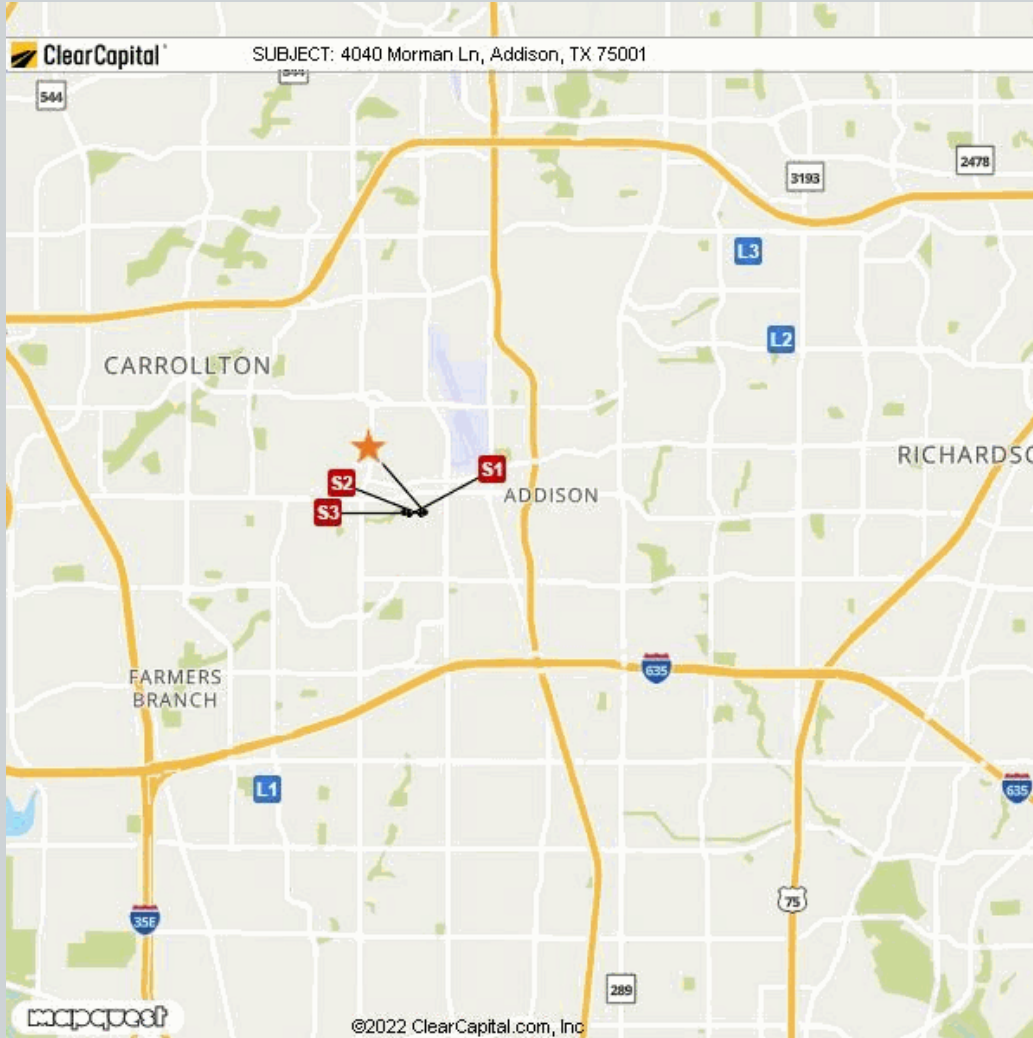 ClearCapital® SUBJECT: 4040 Morman Ln, Addison, TX 75001
544
544
2478
3193
L3
L2
CARROLLTON
S1
RICHARDSO
S2
ADDISON
S3
635
FARMERS
BRANCH
635
L1
75
35E
289
mapquest
©2022 ClearCapital.com, Inc